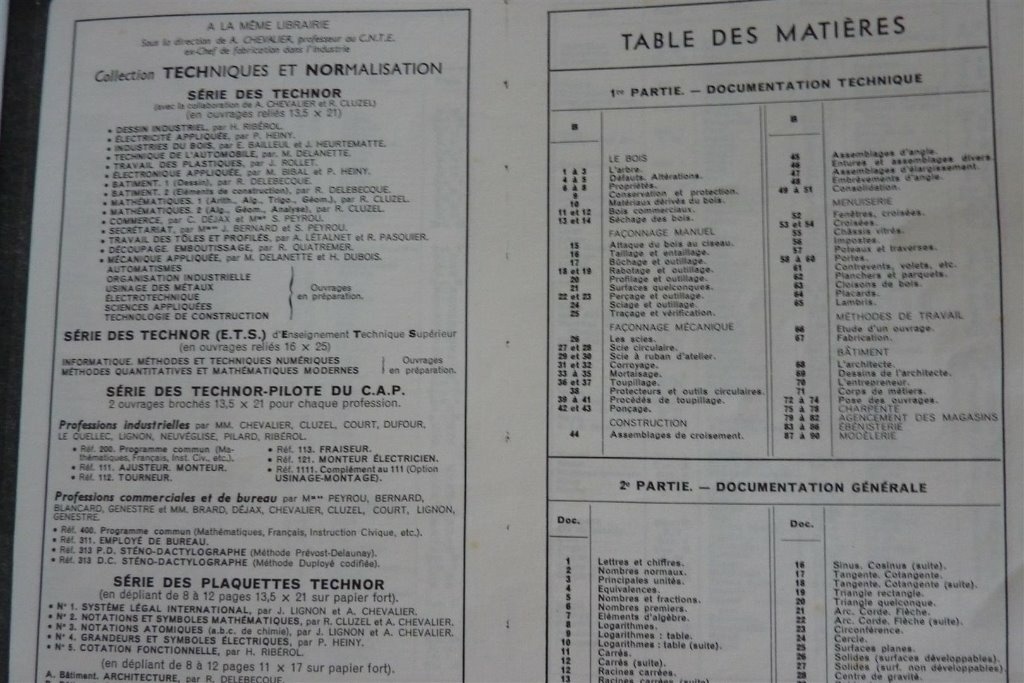 A LA MÊME LIBRAIRIE
Sous la direction de A. CHEVALIER, professeur au C.N.T.E.
ex-Chef de fabrication dans l'industrie
Collection TECHNIQUES ET NORMALISATION
SÉRIE DES TECHNOR
(avec la collaboration de A. CHEVALIER et R. CLUZEL)
(en ouvrages reliés 13,5 × 21)
• DESSIN INDUSTRIEL, par H. RIBÉROL.
• ÉLECTRICITÉ APPLIQUÉE, par P. HEINY.
• INDUSTRIES DU BOIS, par E. BAILLEUL et J. HEURTEMATTE.
• TECHNIQUE DE L'AUTOMOBILE, par M. DELANETTE.
• TRAVAIL DES PLASTIQUES, par J. ROLLET.
• ÉLECTRONIQUE APPLIQUÉE, par M. BIBAL et P. HEINY.
• BATIMENT. 1 (Dessin), par R. DELEBECQUE.
• BATIMENT. 2 (Eléments de construction), par R. DELEBECQUE.
• MATHÉMATIQUES. 1 (Arith., Alg., Trigo., Géom.), par R. CLUZEL.
• MATHÉMATIQUES. 2 (Alg., Géom., Analyse), par R. CLUZEL.
• COMMERCE, par C. DEJAX et Mme S. PEYROU.
• SECRÉTARIAT, par Mmes J. BERNARD et S. PEYROU.
• TRAVAIL DES TÔLES ET PROFILÉS, par A. LÉTALNET et R. PASQUIER.
• DÉCOUPAGE, EMBOUTISSAGE, par R. QUATREMER.
• MÉCANIQUE APPLIQUÉE, par M. DELANETTE et H. DUBOIS.
AUTOMATISMES
ORGANISATION INDUSTRIELLE
USINAGE DES MÉTAUX
ÉLECTROTECHNIQUE
SCIENCES APPLIQUÉES
TECHNOLOGIE DE CONSTRUCTION
Ouvrages
en préparation.
SÉRIE DES TECHNOR (E.T.S.) d'Enseignement Technique Supérieur
(en ouvrages reliés 16 × 25)
INFORMATIQUE. MÉTHODES ET TECHNIQUES NUMÉRIQUES
MÉTHODES QUANTITATIVES ET MATHÉMATIQUES MODERNES
Ouvrages
en préparation.
SÉRIE DES TECHNOR-PILOTE DU C.A.P.
2 ouvrages brochés 13,5 × 21 pour chaque profession.
Professions industrielles par MM. CHEVALIER, CLUZEL, COURT, DUFOUR,
LE QUELLEC, LIGNON, NEUVÉGLISE, PILARD, RIBÉROL.
• Réf. 200. Programme commun (Ma-
thématiques, Français, Inst. Civ., etc.).
• Réf. 111. AJUSTEUR. MONTEUR.
• Réf. 112. TOURNEUR.
• Réf. 113. FRAISEUR.
• Réf. 121. MONTEUR ÉLECTRICIEN.
• Réf. 1111. Complément au 111 (Option
USINAGE-MONTAGE).
Professions commerciales et de bureau par Mmes PEYROU, BERNARD,
BLANCARD, GENESTRE et MM. BRARD, DÉJAX, CHEVALIER, CLUZEL, COURT, LIGNON,
GENESTRE.
• Réf. 400. Programme commun (Mathématiques, Français, Instruction Civique, etc.).
• Réf. 311. EMPLOYÉ DE BUREAU.
• Réf. 313 P.D. STÉNO-DACTYLOGRAPHE (Méthode Prévost-Delaunay).
• Réf. 313 D.C. STÉNO-DACTYLOGRAPHE (Méthode Duployé codifiée).
SÉRIE DES PLAQUETTES TECHNOR
(en dépliant de 8 à 12 pages 13,5 × 21 sur papier fort).
• N° 1. SYSTÈME LÉGAL INTERNATIONAL, par J. LIGNON et A. CHEVALIER.
• N° 2. NOTATIONS ET SYMBOLES MATHÉMATIQUES, par R. CLUZEL et A. CHEVALIER.
• N° 3. NOTATIONS ATOMIQUES (a.b.c. de chimie), par J. LIGNON et A. CHEVALIER.
• N° 4. GRANDEURS ET SYMBOLES ÉLECTRIQUES, par P. HEINY.
• N° 5. COTATION FONCTIONNELLE, par H. RIBÉROL.
(en dépliant de 8 à 12 pages 11 × 17 sur papier fort).
A. Bâtiment. ARCHITECTURE, par R. DELEBECQUE.
TABLE DES MATIÈRES
1re PARTIE. — DOCUMENTATION TECHNIQUE
B
LE BOIS
1 à 3 L'arbre.
4 à 5 Défauts. Altérations.
6 à 8 Propriétés.
9 Conservation et protection.
10 Matériaux dérivés du bois.
11 et 12 Bois commerciaux.
13 et 14 Séchage des bois.
FAÇONNAGE MANUEL
15 Attaque du bois au ciseau.
16 Taillage et entaillage.
17 Bûchage et outillage.
18 et 19 Rabotage et outillage.
20 Profilage et outillage.
21 Surfaces quelconques.
22 et 23 Perçage et outillage.
24 Sciage et outillage.
25 Traçage et vérification.
FAÇONNAGE MÉCANIQUE
26 Les scies.
27 et 28 Scie circulaire.
29 et 30 Scie à ruban d'atelier.
31 et 32 Corroyage.
33 à 35 Mortaisage.
36 et 37 Toupillage.
38 Protecteurs et outils circulaires.
39 à 41 Procédés de toupillage.
42 et 43 Ponçage.
CONSTRUCTION
44 Assemblages de croisement.
B
45 Assemblages d'angle.
46 Entures et assemblages divers.
47 Assemblages d'élargissement.
48 Embrèvements d'angle.
49 à 51 Consolidation.
MENUISERIE
52 Fenêtres, croisées.
53 et 54 Croisées.
55 Châssis vitrés.
56 Impostes.
57 Poteaux et traverses.
58 à 60 Portes.
61 Contrevents, volets, etc.
62 Planchers et parquets.
63 Cloisons de bois.
64 Placards.
65 Lambris.
MÉTHODES DE TRAVAIL
66 Etude d'un ouvrage.
67 Fabrication.
BÂTIMENT
68 L'architecte.
69 Dessins de l'architecte.
70 L'entrepreneur.
71 Corps de métiers.
72 à 74 Pose des ouvrages.
75 à 78 CHARPENTE
79 à 82 AGENCEMENT DES MAGASINS
83 à 86 ÉBÉNISTERIE
87 à 90 MODÈLERIE
2e PARTIE. — DOCUMENTATION GÉNÉRALE
Doc.
1 Lettres et chiffres.
2 Nombres normaux.
3 Principales unités.
4 Equivalences.
5 Nombres et fractions.
6 Nombres premiers.
7 Eléments d'algèbre.
8 Logarithmes.
9 Logarithmes : table.
10 Logarithmes : table (suite).
11 Carrés.
12 Carrés (suite).
12 Racines carrées.
13 Racines carrées (suite).
Doc.
16 Sinus. Cosinus (suite).
17 Tangente. Cotangente.
18 Tangente. Cotangente (suite).
19 Triangle rectangle.
20 Triangle quelconque.
21 Arc. Corde. Flèche.
22 Arc. Corde. Flèche (suite).
23 Circonférence.
24 Cercle.
25 Surfaces planes.
26 Solides (surfaces développables).
27 Solides (surf. non développables).
28 Centre de gravité.